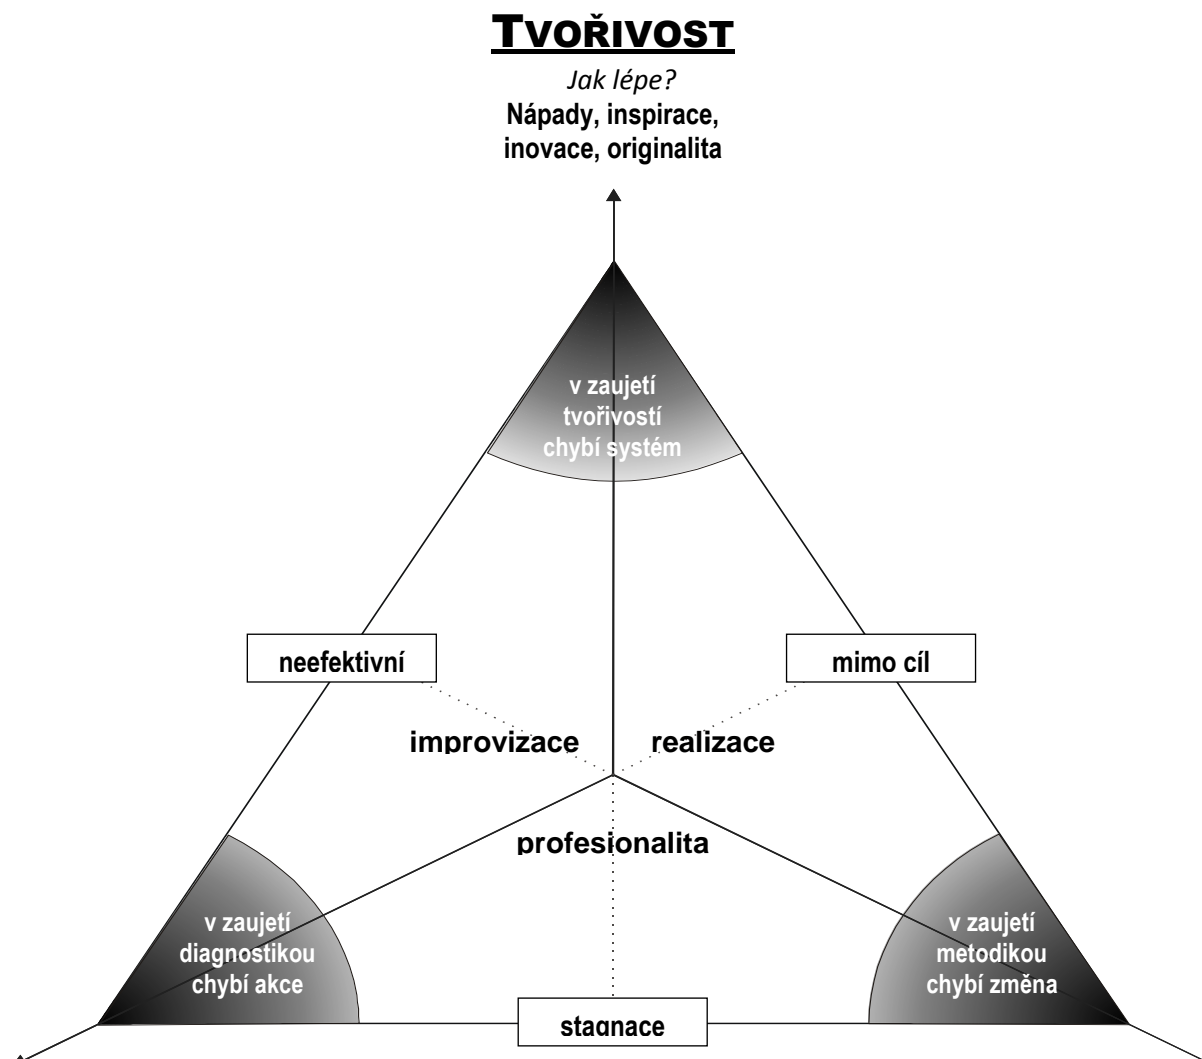 TVOŘIVOST
Jak lépe?
Nápady, inspirace,
inovace, originalita
v zaujetí
tvořivostí
chybí systém
neefektivní
mimo cíl
improvizace
realizace
profesionalita
v zaujetí
diagnostikou
chybí akce
v zaujetí
metodikou
chybí změna
stagnace